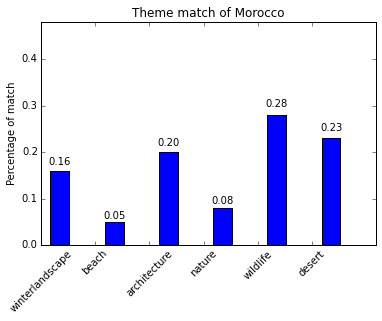 Theme match of Morocco
Percentage of match
0.4
0.3
0.2
0.1
0.0
0.16
0.05
0.20
0.08
0.28
0.23
winterlandscape
beach
architecture
nature
wildlife
desert